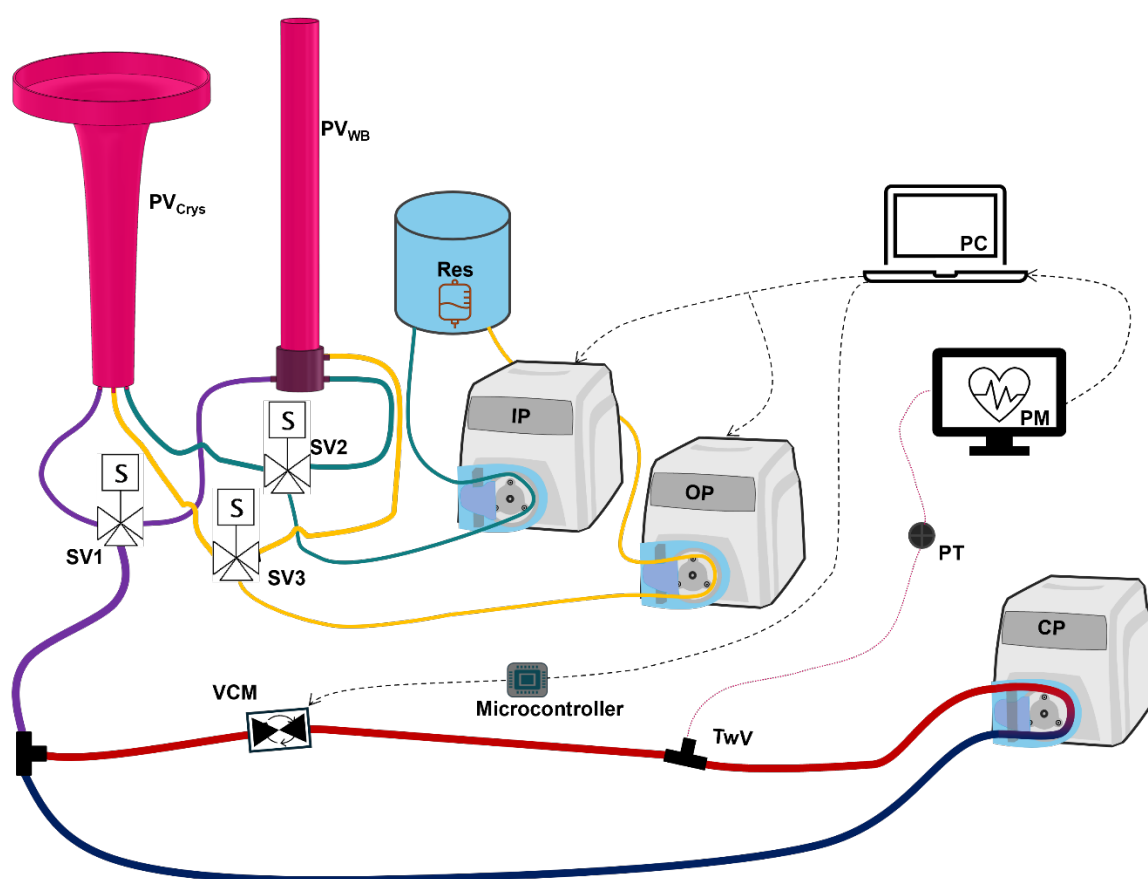 PV_WB
PV_Crys
Res
PC
IP
PM
S
SV2
S
OP
SV1
S
SV3
PT
CP
VCM
Microcontroller
TwV